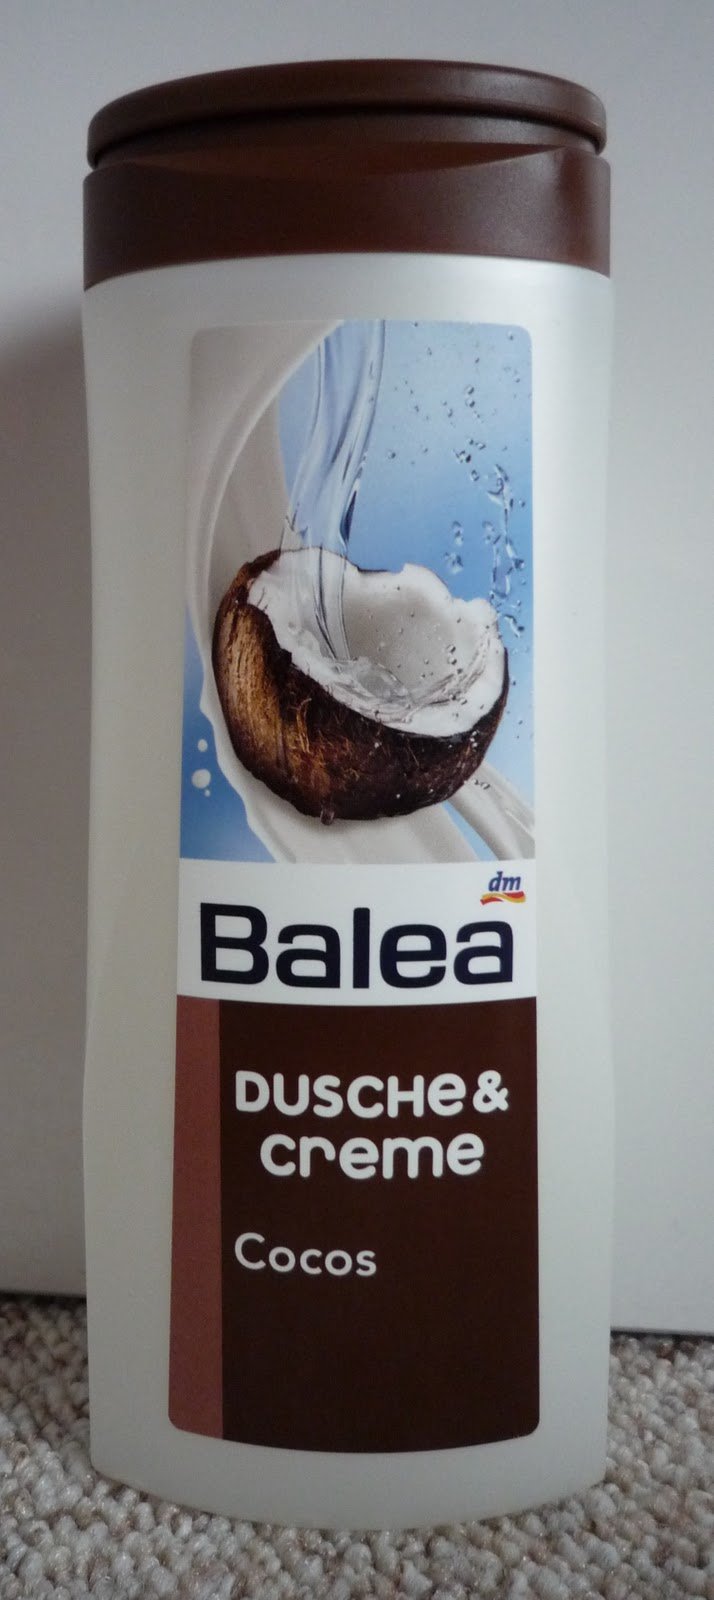 dm
Balea
DUSCHe &
creme
Cocos